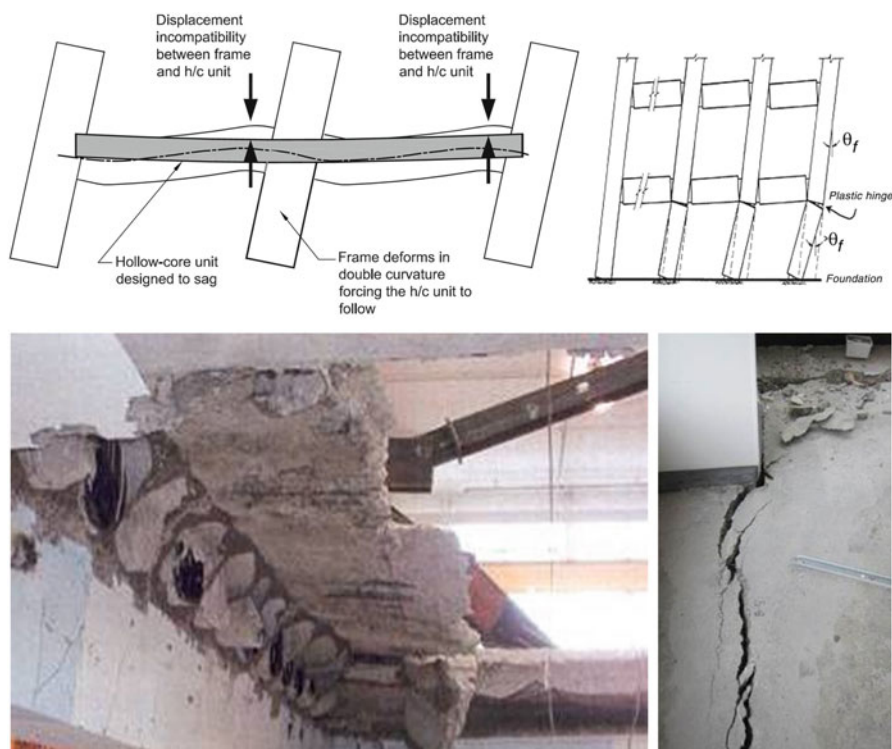 Displacement
incompatibility
between frame
and h/c unit
Displacement
incompatibility
between frame
and h/c unit
Hollow-core unit
designed to sag
Frame deforms in
double curvature
forcing the h/c unit to
follow
θf
Plastic hinge
θf
Foundation